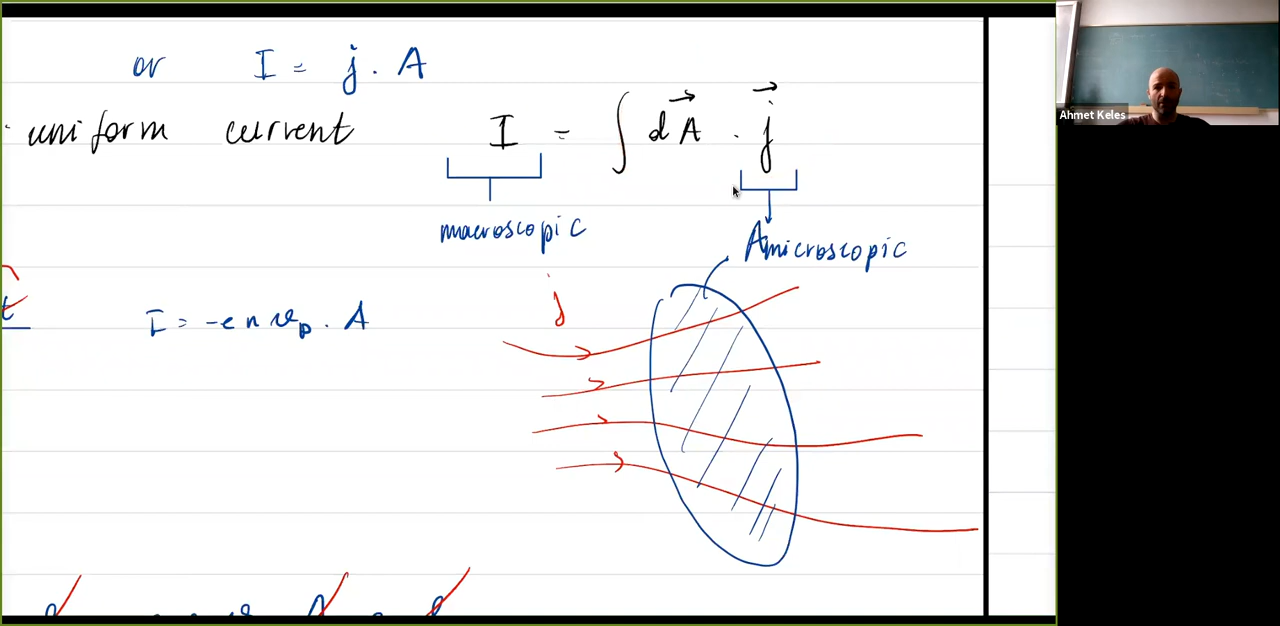 or I = j . A
. uniform current I = ∫ dA⃗ . j⃗
macroscopic
A microscopic
j
t
I = -e n v_D . A
Ahmet Keles